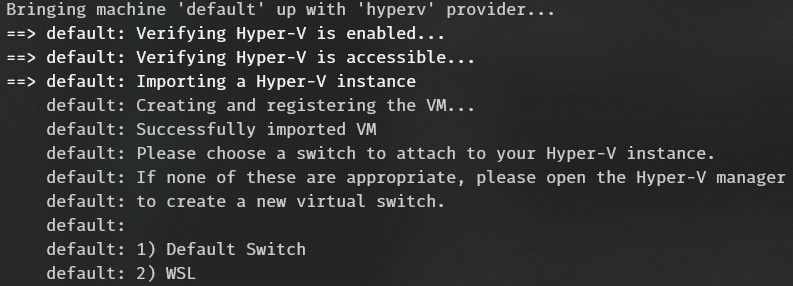 Bringing machine 'default' up with 'hyperv' provider...
==> default: Verifying Hyper-V is enabled...
==> default: Verifying Hyper-V is accessible...
==> default: Importing a Hyper-V instance
    default: Creating and registering the VM...
    default: Successfully imported VM
    default: Please choose a switch to attach to your Hyper-V instance.
    default: If none of these are appropriate, please open the Hyper-V manager
    default: to create a new virtual switch.
    default:
    default: 1) Default Switch
    default: 2) WSL